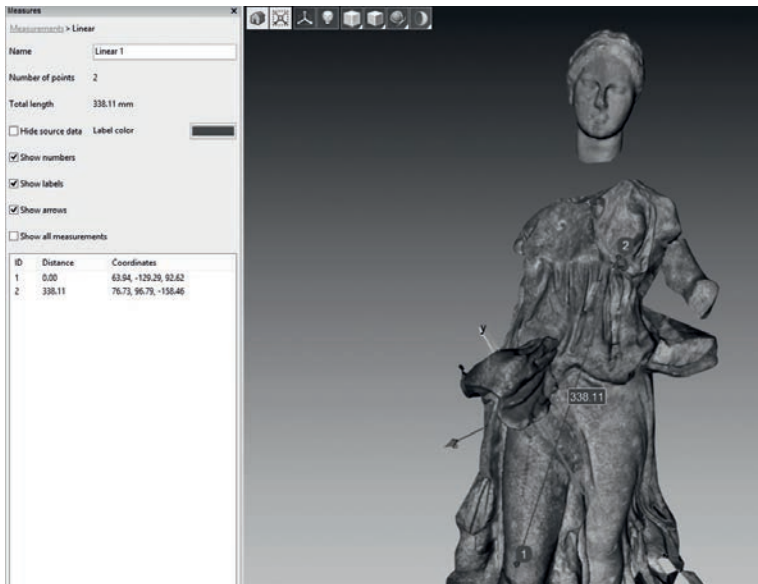 Measures
Measurements > Linear
Name Linear 1
Number of points 2
Total length 338.11 mm
Hide source data Label color
Show numbers
Show labels
Show arrows
Show all measurements
ID Distance Coordinates
1 0.00 63.94, -129.29, 92.62
2 338.11 76.73, 96.79, -158.46
2
y
338.11
1